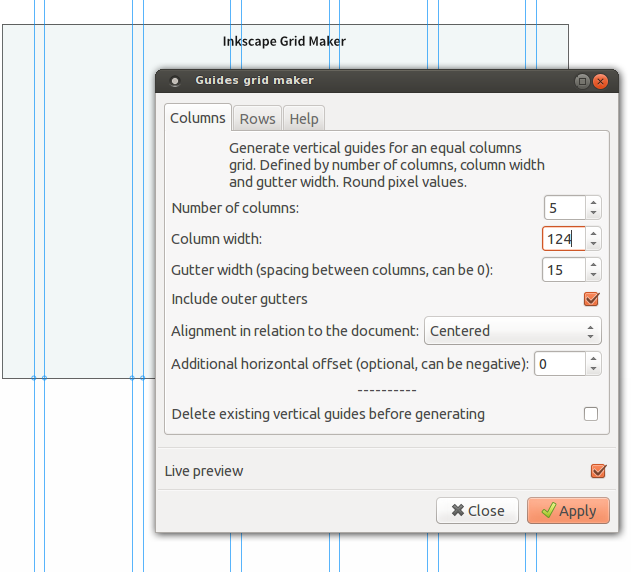 Inkscape Grid Maker
Guides grid maker
Columns Rows Help
Generate vertical guides for an equal columns
grid. Defined by number of columns, column width
and gutter width. Round pixel values.
Number of columns: 5
Column width: 124
Gutter width (spacing between columns, can be 0): 15
Include outer gutters
Alignment in relation to the document: Centered
Additional horizontal offset (optional, can be negative): 0
----------
Delete existing vertical guides before generating
Live preview
Close Apply